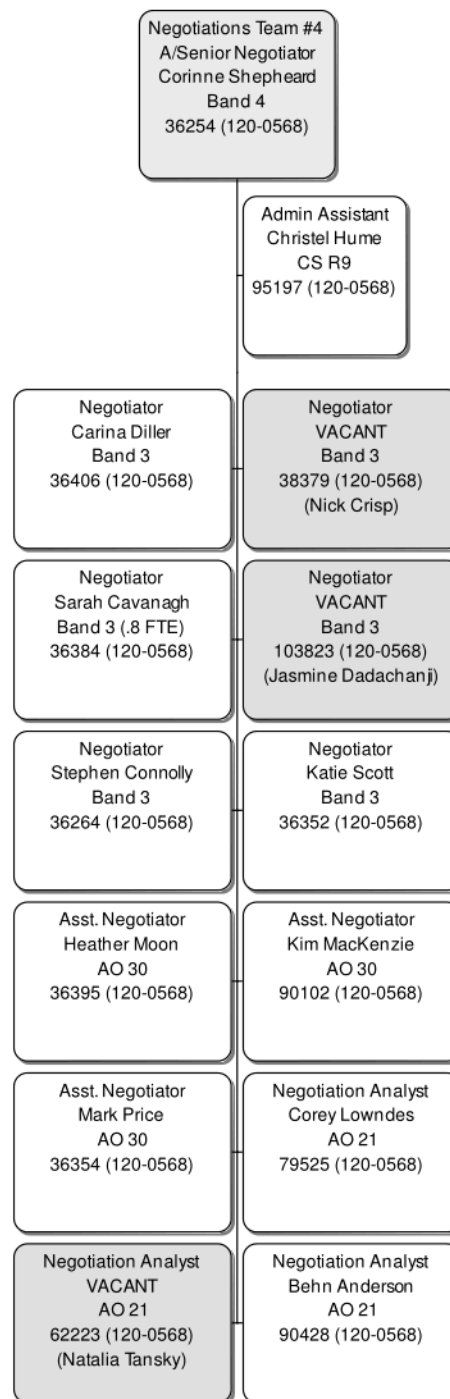 Negotiations Team #4
A/Senior Negotiator
Corinne Shepheard
Band 4
36254 (120-0568)
Admin Assistant
Christel Hume
CS R9
95197 (120-0568)
Negotiator
Carina Diller
Band 3
36406 (120-0568)
Negotiator
VACANT
Band 3
38379 (120-0568)
(Nick Crisp)
Negotiator
Sarah Cavanagh
Band 3 (.8 FTE)
36384 (120-0568)
Negotiator
VACANT
Band 3
103823 (120-0568)
(Jasmine Dadachanji)
Negotiator
Stephen Connolly
Band 3
36264 (120-0568)
Negotiator
Katie Scott
Band 3
36352 (120-0568)
Asst. Negotiator
Heather Moon
AO 30
36395 (120-0568)
Asst. Negotiator
Kim MacKenzie
AO 30
90102 (120-0568)
Asst. Negotiator
Mark Price
AO 30
36354 (120-0568)
Negotiation Analyst
Corey Lowndes
AO 21
79525 (120-0568)
Negotiation Analyst
VACANT
AO 21
62223 (120-0568)
(Natalia Tansky)
Negotiation Analyst
Behn Anderson
AO 21
90428 (120-0568)